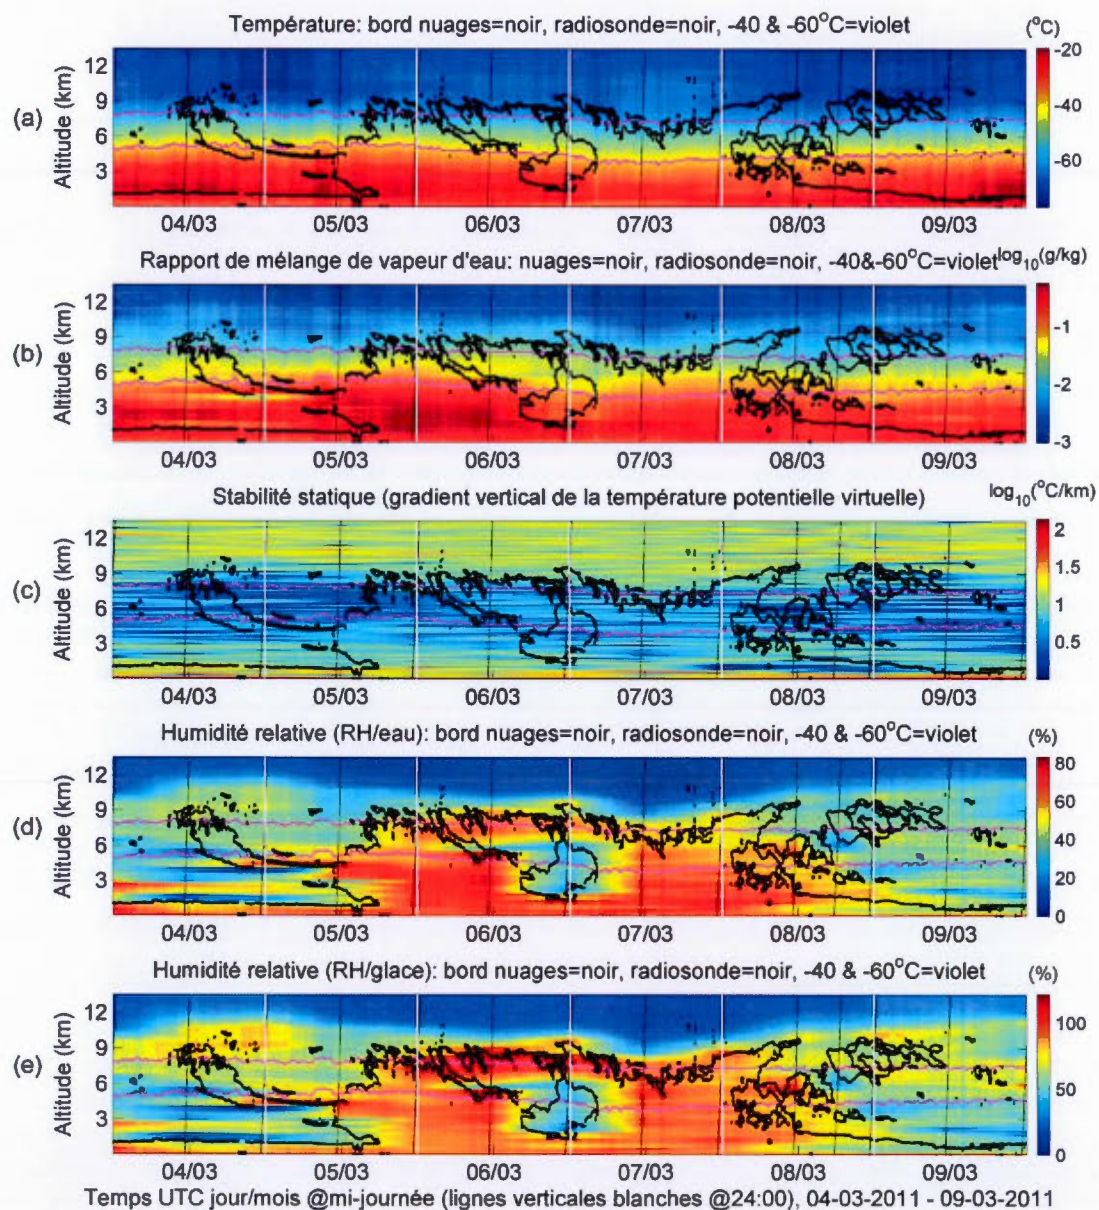 Température: bord nuages=noir, radiosonde=noir, -40 & -60°C=violet (°C)
(a)
Altitude (km)
12
9
6
3
-20
-40
-60
04/03 05/03 06/03 07/03 08/03 09/03
Rapport de mélange de vapeur d'eau: nuages=noir, radiosonde=noir, -40&-60°C=violet log10(g/kg)
(b)
Altitude (km)
12
9
6
3
-1
-2
-3
04/03 05/03 06/03 07/03 08/03 09/03
Stabilité statique (gradient vertical de la température potentielle virtuelle) log10(°C/km)
(c)
Altitude (km)
12
9
6
3
2
1.5
1
0.5
04/03 05/03 06/03 07/03 08/03 09/03
Humidité relative (RH/eau): bord nuages=noir, radiosonde=noir, -40 & -60°C=violet (%)
(d)
Altitude (km)
12
9
6
3
80
60
40
20
0
04/03 05/03 06/03 07/03 08/03 09/03
Humidité relative (RH/glace): bord nuages=noir, radiosonde=noir, -40 & -60°C=violet (%)
(e)
Altitude (km)
12
9
6
3
100
50
0
04/03 05/03 06/03 07/03 08/03 09/03
Temps UTC jour/mois @mi-journée (lignes verticales blanches @24:00), 04-03-2011 - 09-03-2011